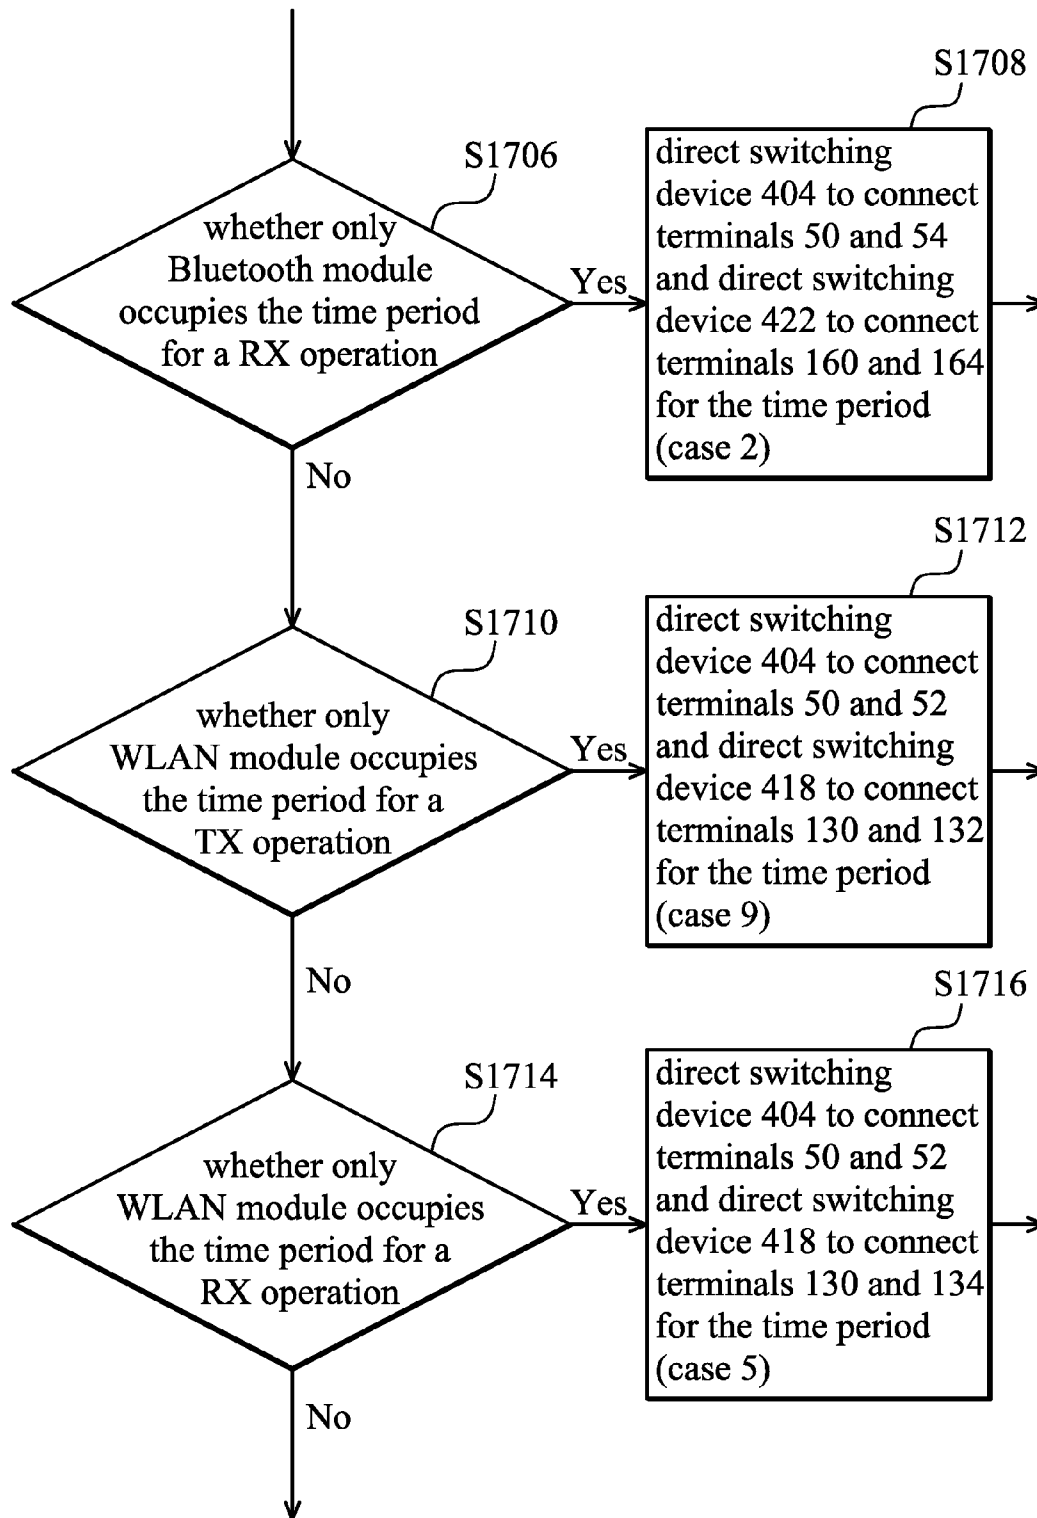 S1708
S1706
direct switching
device 404 to connect
terminals 50 and 54
and direct switching
device 422 to connect
terminals 160 and 164
for the time period
(case 2)
whether only
Bluetooth module
occupies the time period
for a RX operation
Yes
No
S1712
S1710
direct switching
device 404 to connect
terminals 50 and 52
and direct switching
device 418 to connect
terminals 130 and 132
for the time period
(case 9)
whether only
WLAN module occupies
the time period for a
TX operation
Yes
No
S1716
S1714
direct switching
device 404 to connect
terminals 50 and 52
and direct switching
device 418 to connect
terminals 130 and 134
for the time period
(case 5)
whether only
WLAN module occupies
the time period for a
RX operation
Yes
No